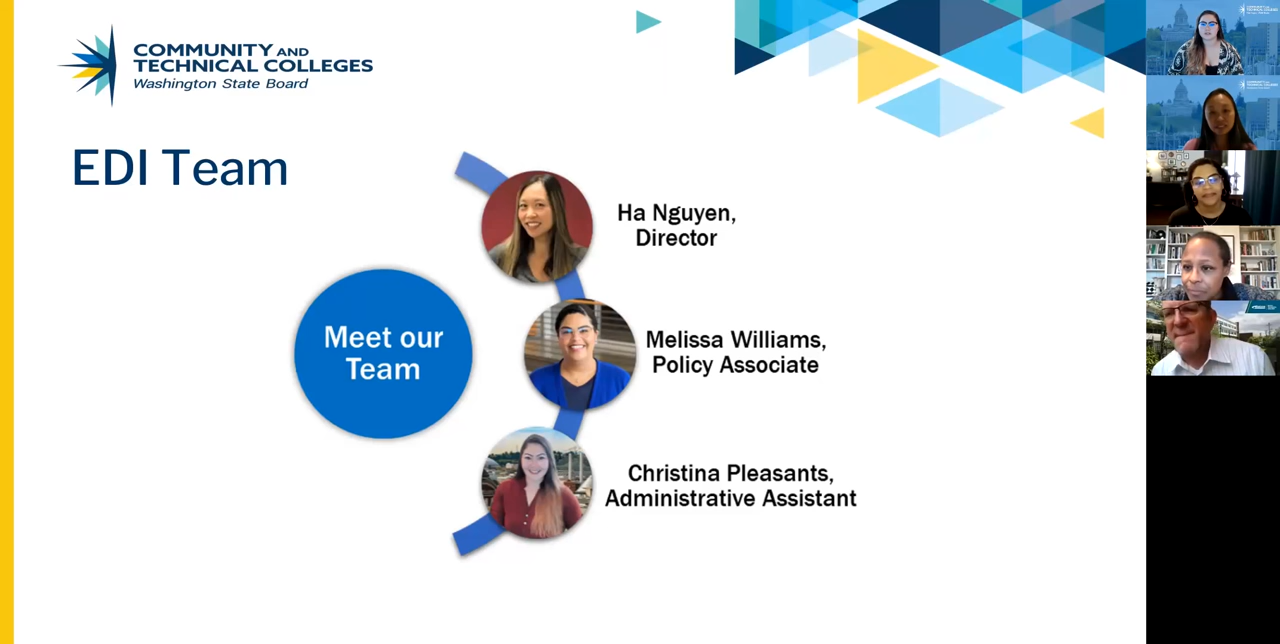 COMMUNITY AND
TECHNICAL COLLEGES
Washington State Board
EDI Team
Meet our
Team
Ha Nguyen,
Director
Melissa Williams,
Policy Associate
Christina Pleasants,
Administrative Assistant